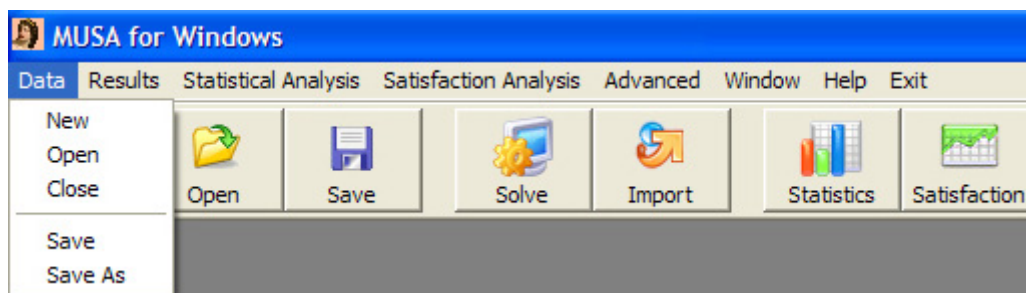 MUSA for Windows
Data Results Statistical Analysis Satisfaction Analysis Advanced Window Help Exit
New
Open
Close
Save
Save As
Open Save Solve Import Statistics Satisfaction